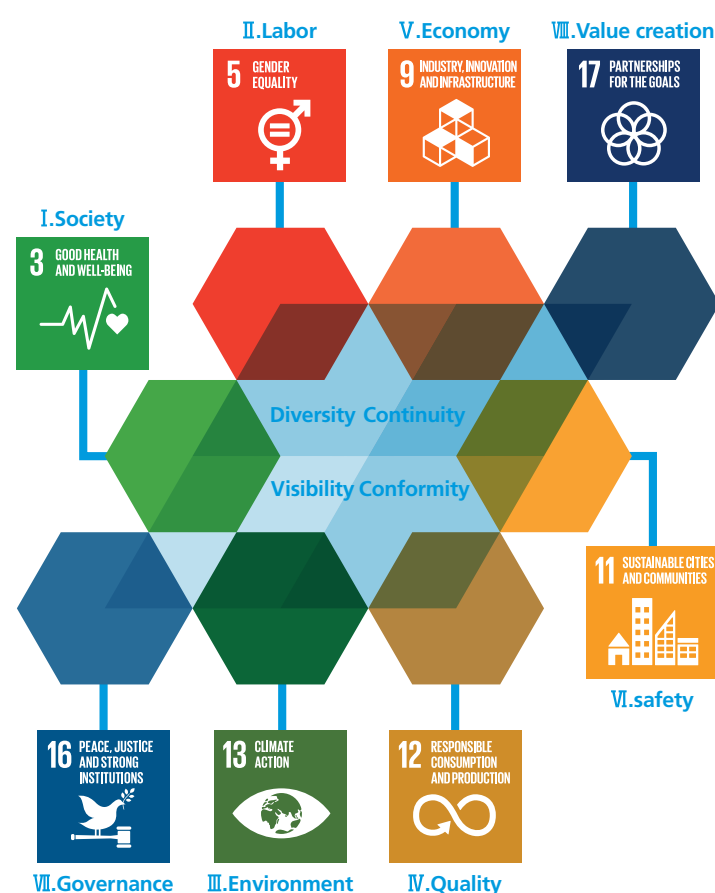 Ⅱ.Labor
5 GENDER
EQUALITY
Ⅴ.Economy
9 INDUSTRY, INNOVATION
AND INFRASTRUCTURE
Ⅷ.Value creation
17 PARTNERSHIPS
FOR THE GOALS
Ⅰ.Society
3 GOOD HEALTH
AND WELL-BEING
Diversity Continuity
Visibility Conformity
11 SUSTAINABLE CITIES
AND COMMUNITIES
Ⅵ.safety
16 PEACE, JUSTICE
AND STRONG
INSTITUTIONS
Ⅶ.Governance
13 CLIMATE
ACTION
Ⅲ.Environment
12 RESPONSIBLE
CONSUMPTION
AND PRODUCTION
Ⅳ.Quality